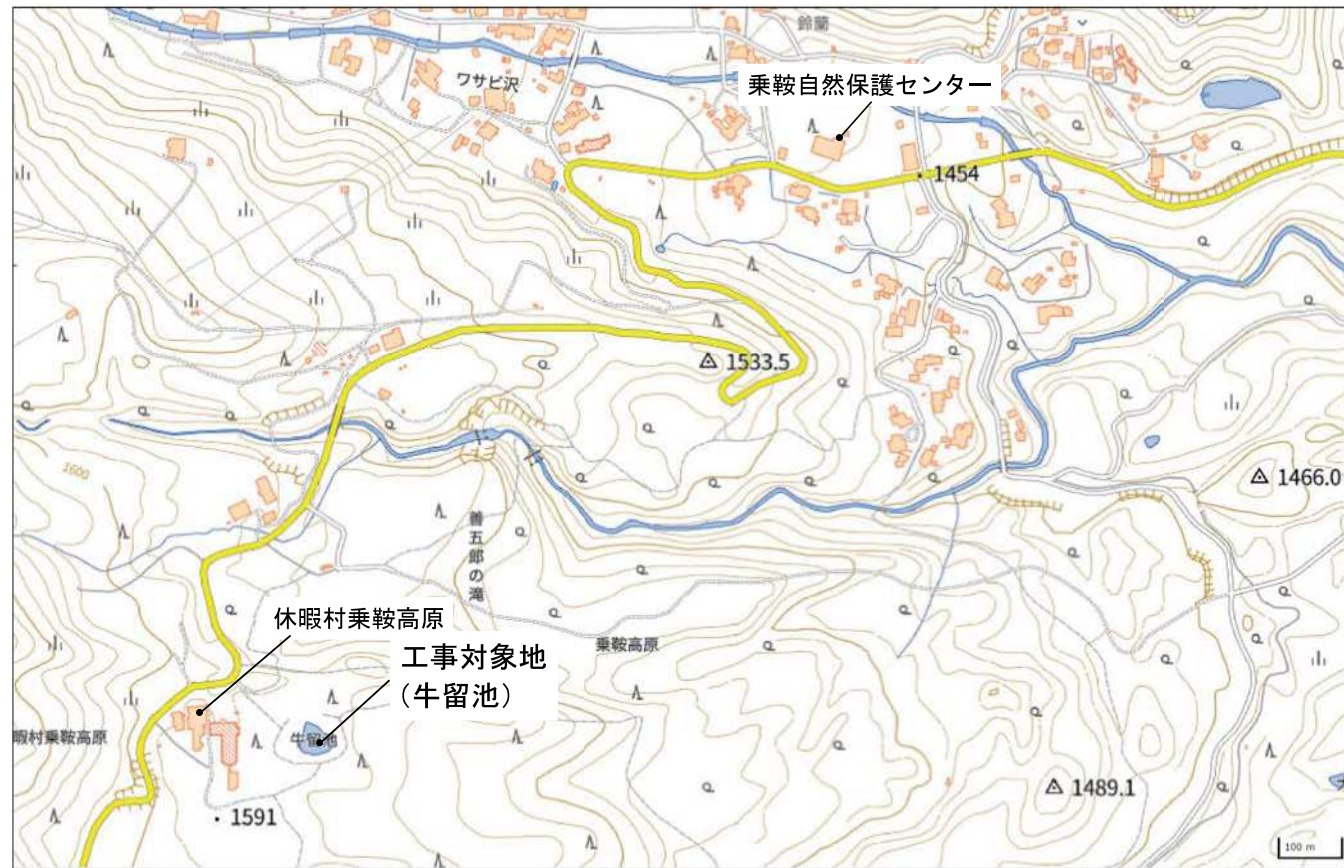 鈴蘭
ワサビ沢
乗鞍自然保護センター
1454
1533.5
1600
1466.0
善五郎の滝
休暇村乗鞍高原
工事対象地
(牛留池)
乗鞍高原
暇村乗鞍高原
牛留池
1591
1489.1
100 m